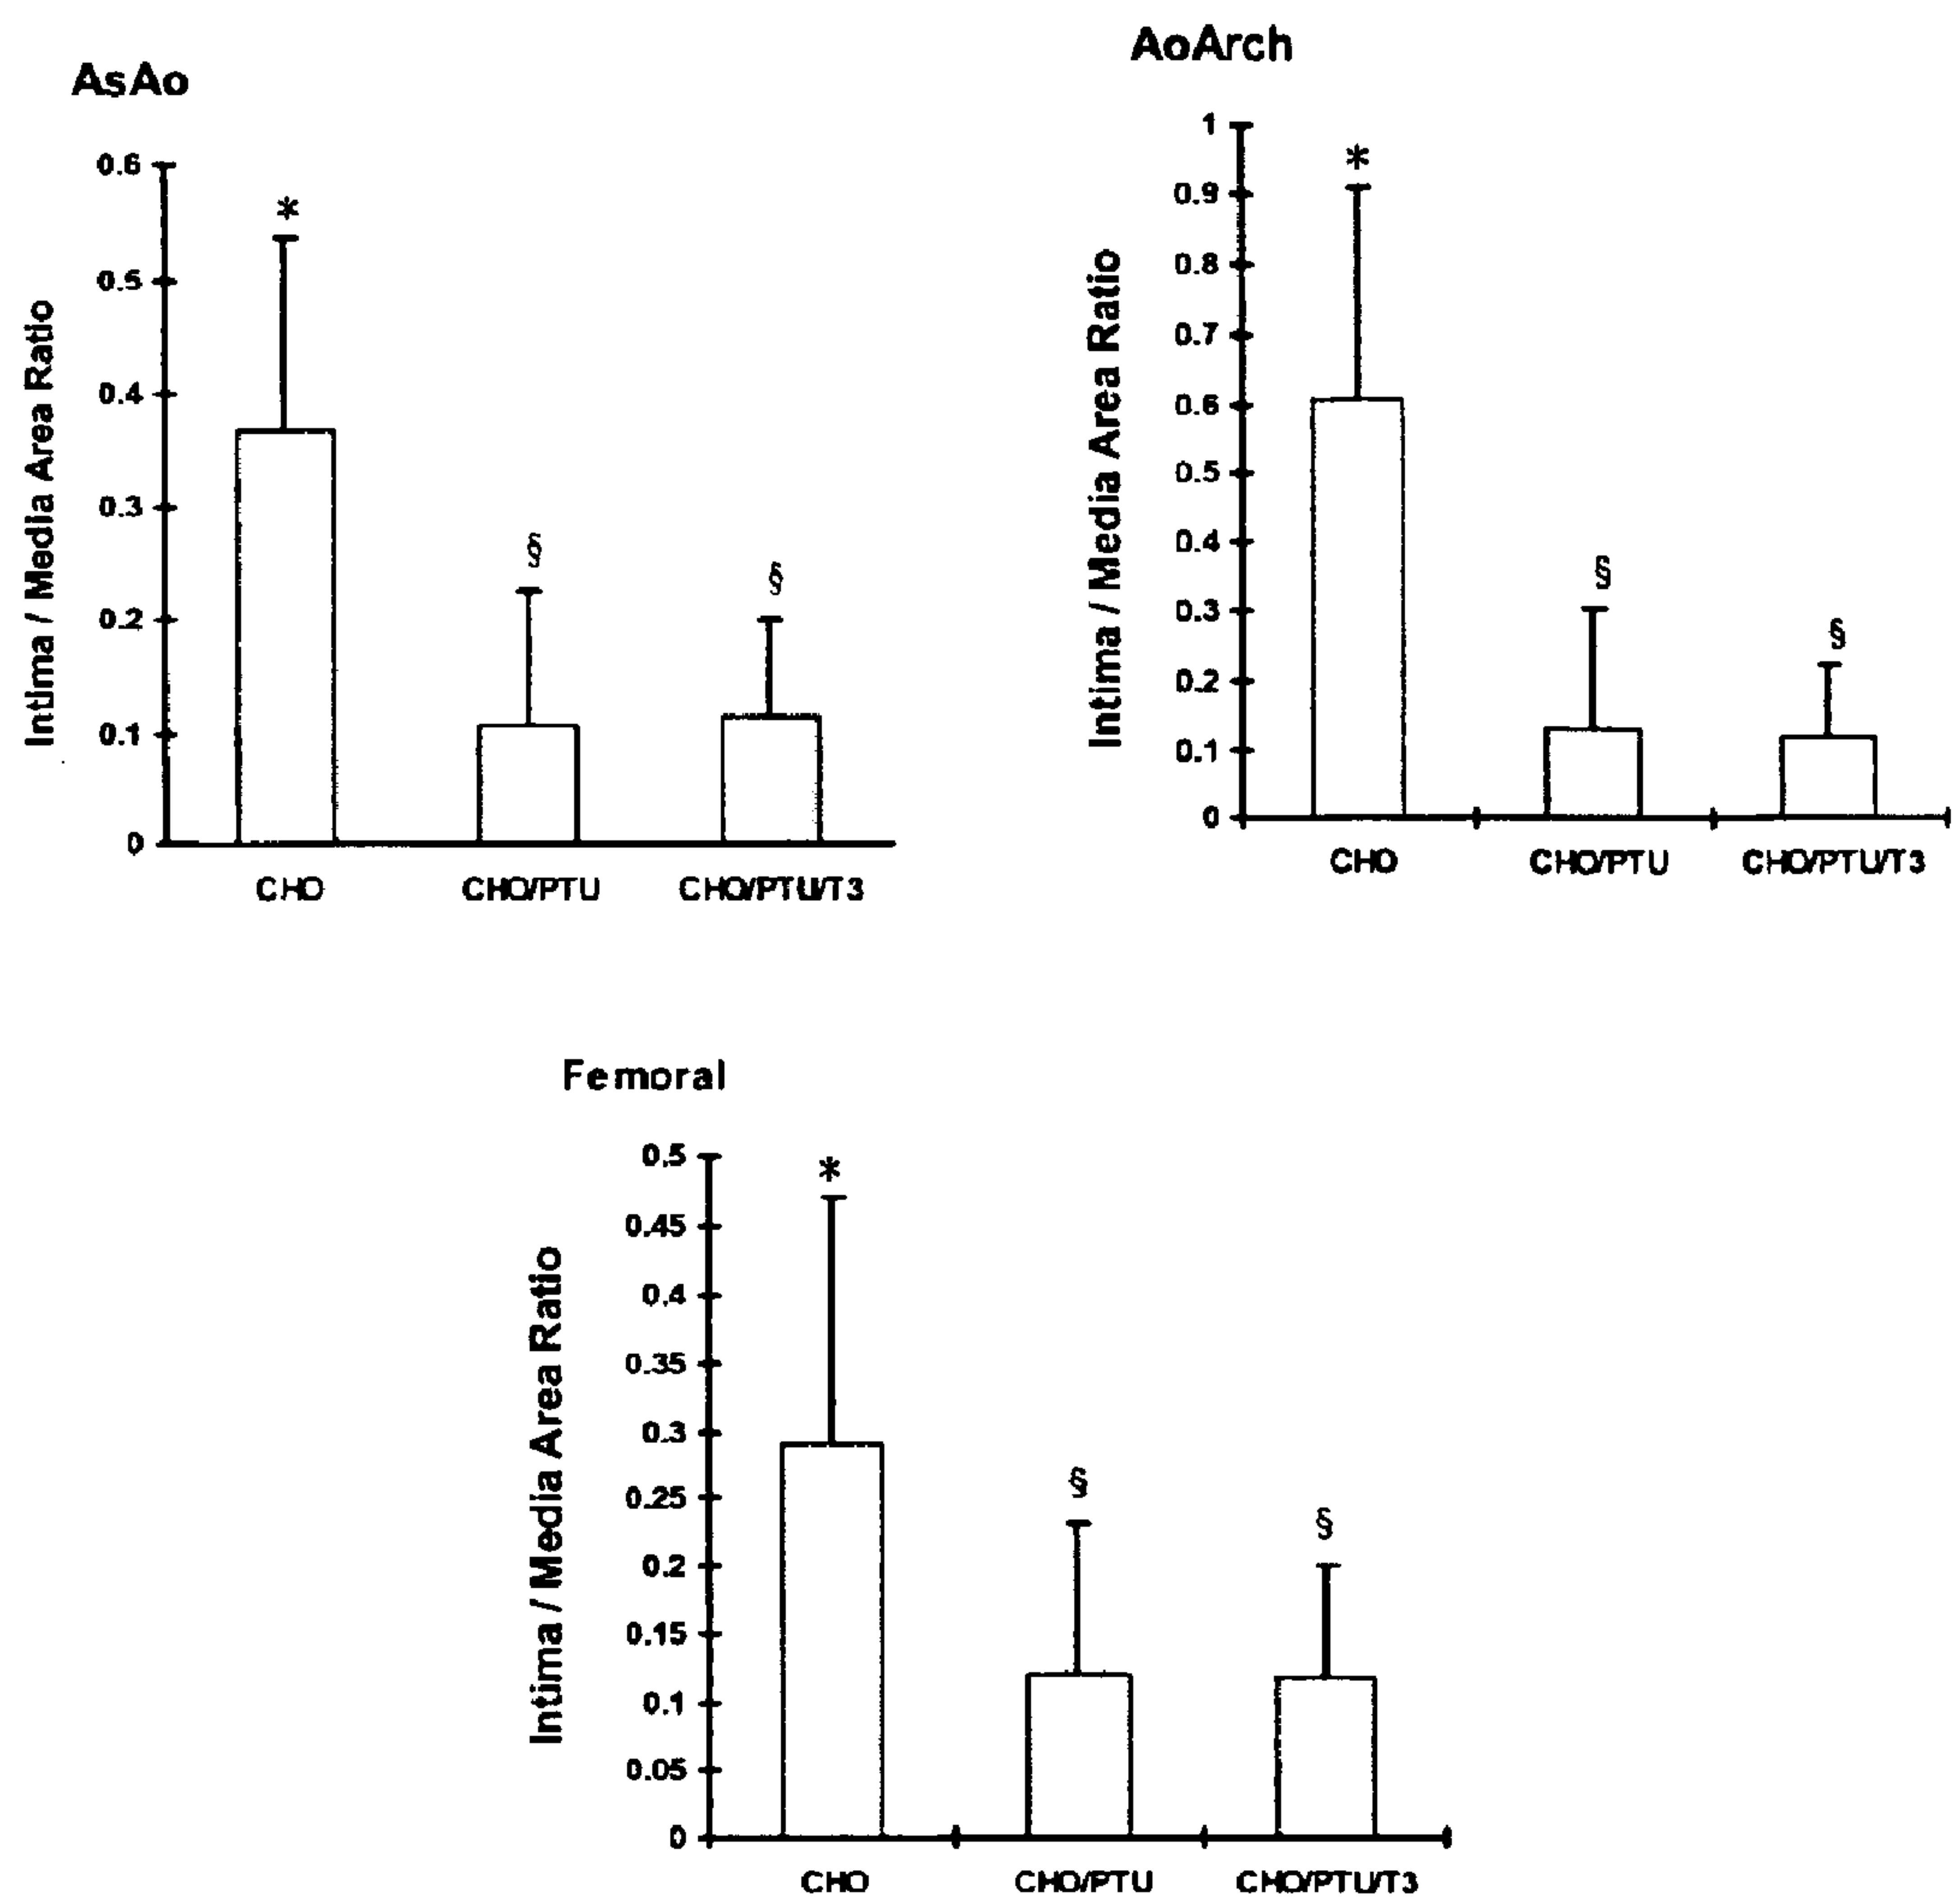 AsAo
Intima / Media Area Ratio
0.6
*
0.5
0.4
0.3
§
§
0.2
0.1
0
CHO
CHO/PTU
CHO/PTU/T3
AoArch
Intima / Media Area Ratio
1
*
0.9
0.8
0.7
0.6
0.5
0.4
§
0.3
§
0.2
0.1
0
CHO
CHO/PTU
CHO/PTU/T3
Femoral
Intima / Media Area Ratio
0.5
*
0.45
0.4
0.35
0.3
0.25
§
§
0.2
0.15
0.1
0.05
0
CHO
CHO/PTU
CHO/PTU/T3